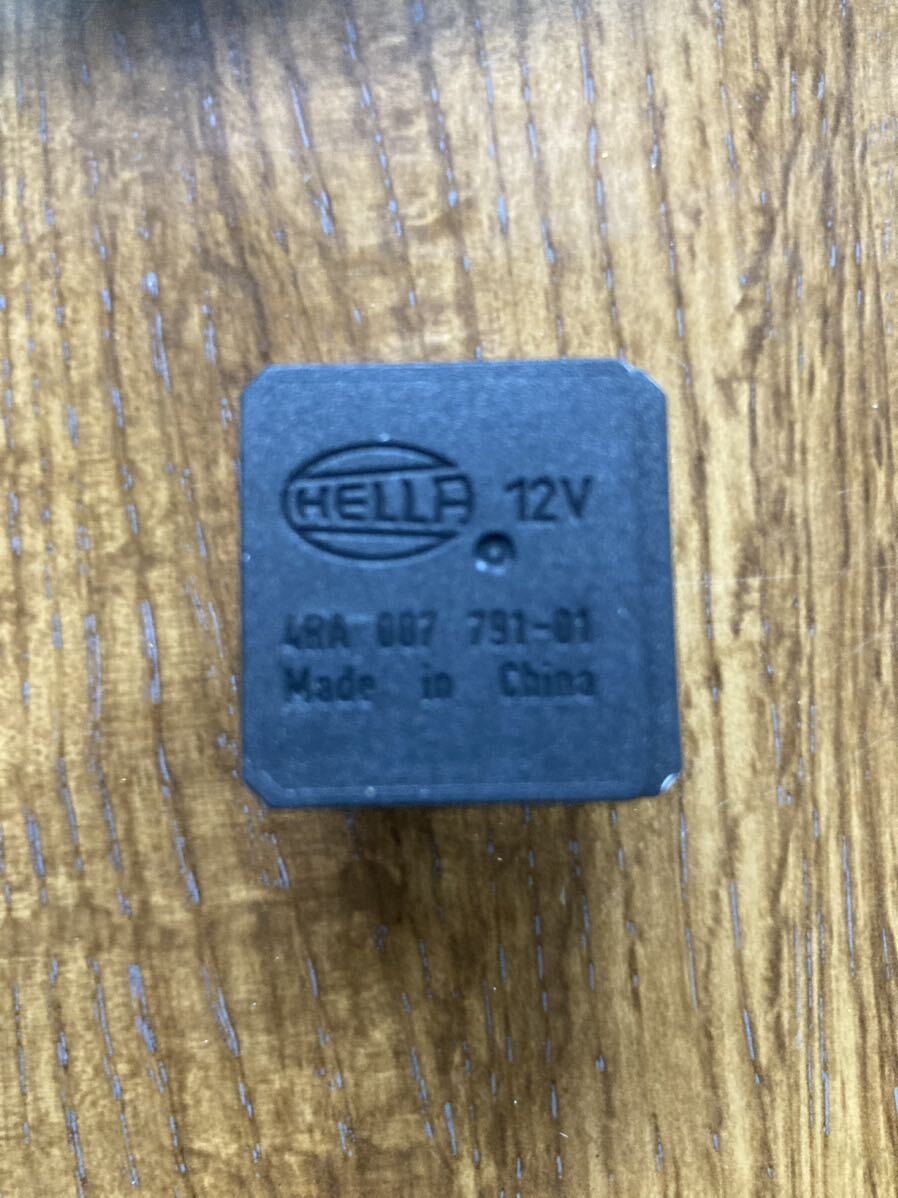 HELLA 12V
4RA 007 791-01
Made in China